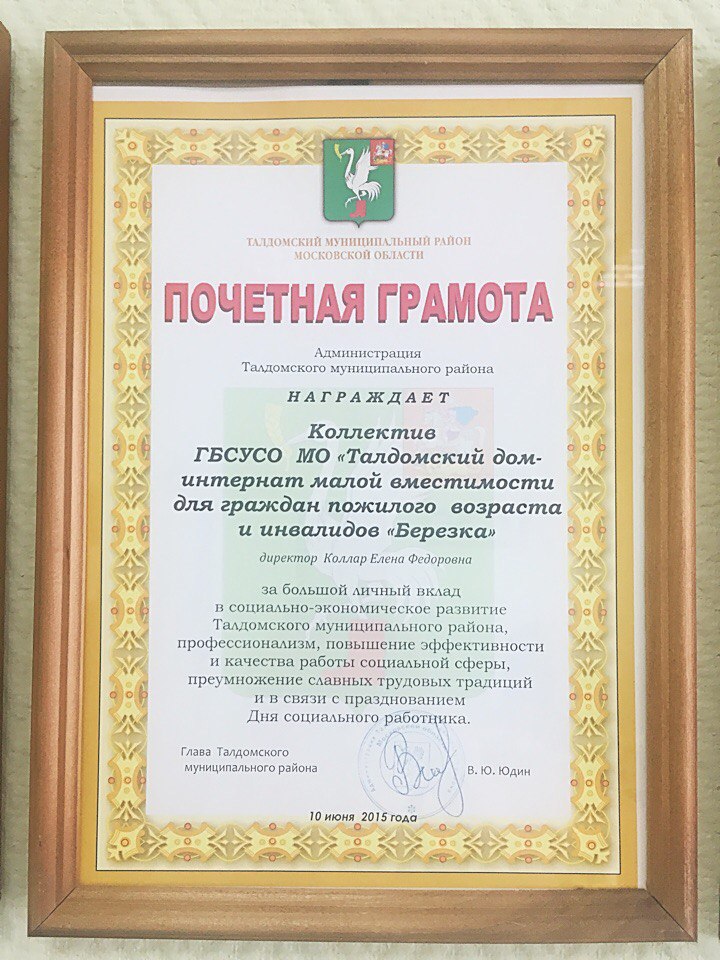 ТАЛДОМСКИЙ МУНИЦИПАЛЬНЫЙ РАЙОН
МОСКОВСКОЙ ОБЛАСТИ
ПОЧЕТНАЯ ГРАМОТА
Администрация
Талдомского муниципального района
НАГРАЖДАЕТ
Коллектив
ГБСУСО МО «Талдомский дом-
интернат малой вместимости
для граждан пожилого возраста
и инвалидов «Березка»
директор Коллар Елена Федоровна
за большой личный вклад
в социально-экономическое развитие
Талдомского муниципального района,
профессионализм, повышение эффективности
и качества работы социальной сферы,
преумножение славных трудовых традиций
и в связи с празднованием
Дня социального работника.
Глава Талдомского
муниципального района
В. Ю. Юдин
10 июня 2015 года